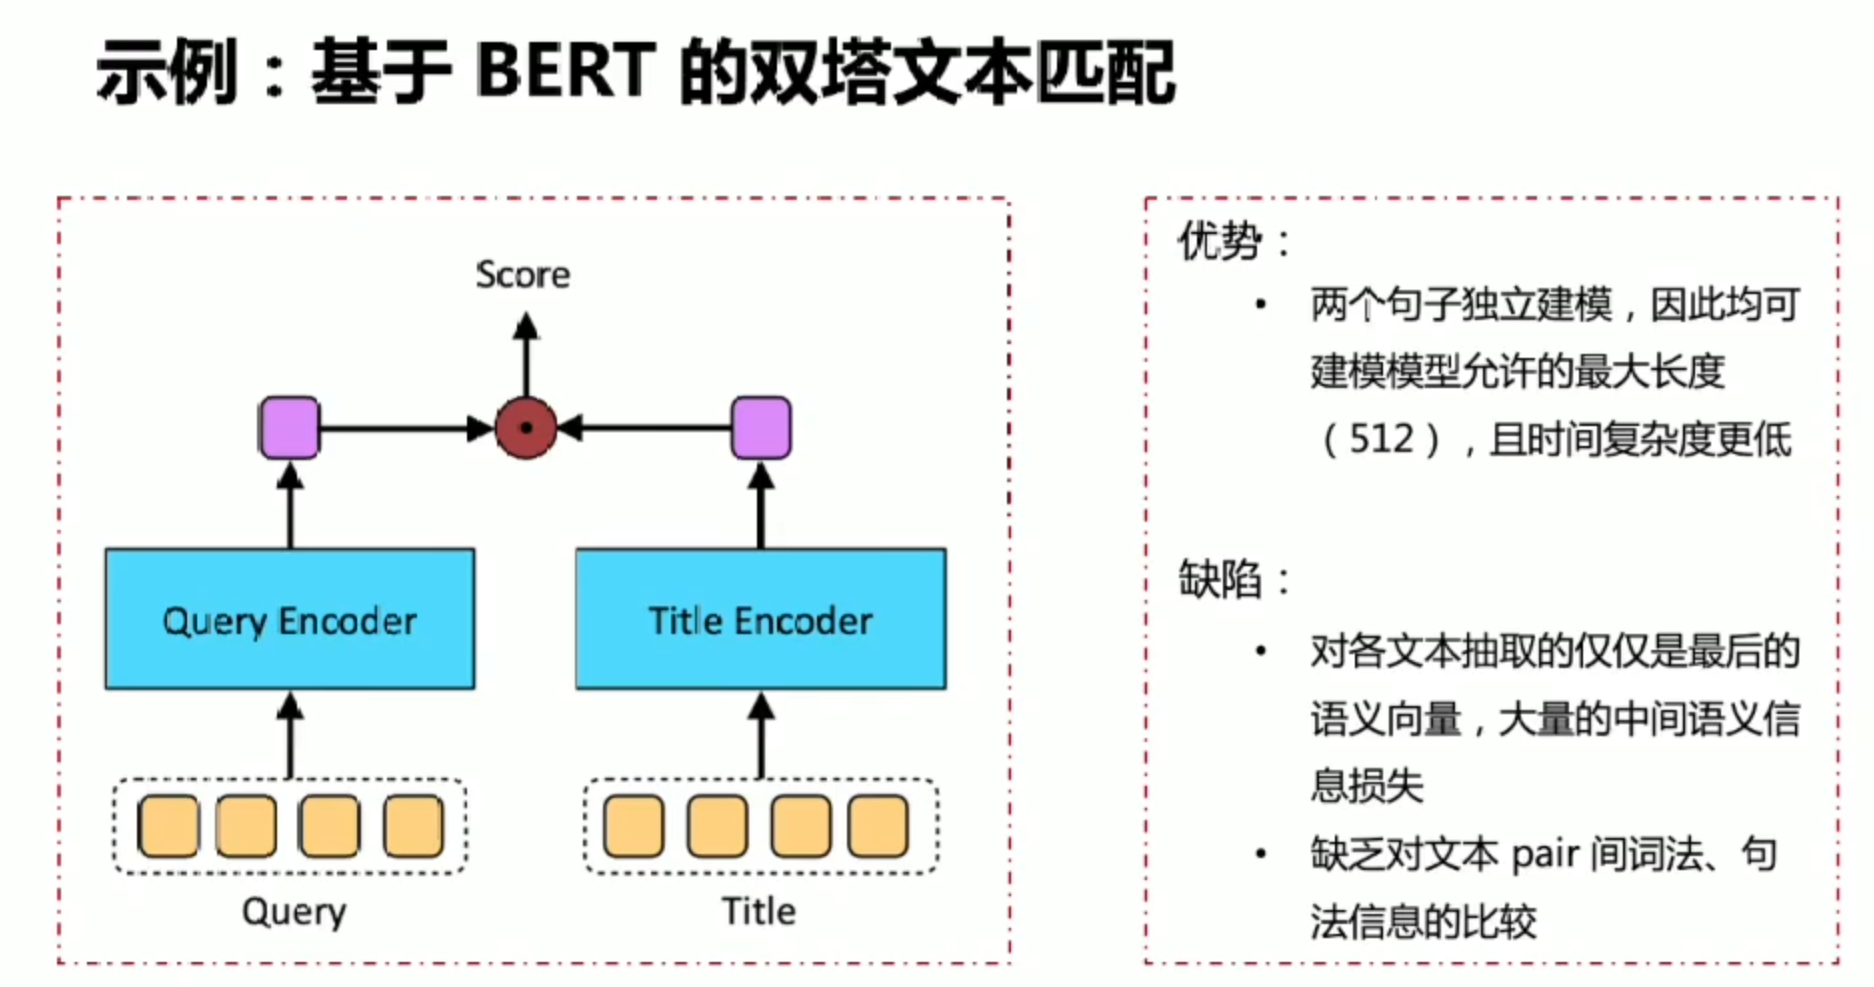 示例：基于 BERT 的双塔文本匹配
Score
Query Encoder
Title Encoder
Query
Title
优势：
• 两个句子独立建模，因此均可
建模模型允许的最大长度
（512），且时间复杂度更低
缺陷：
• 对各文本抽取的仅仅是最后的
语义向量，大量的中间语义信
息损失
• 缺乏对文本 pair 间词法、句
法信息的比较